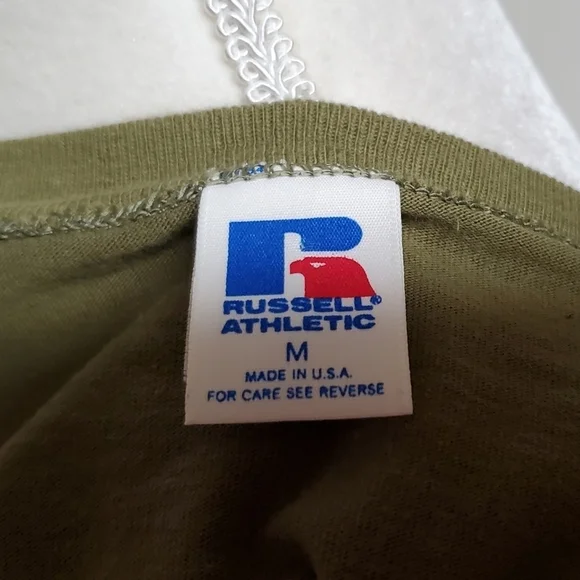 RUSSELL®
ATHLETIC
M
MADE IN U.S.A.
FOR CARE SEE REVERSE